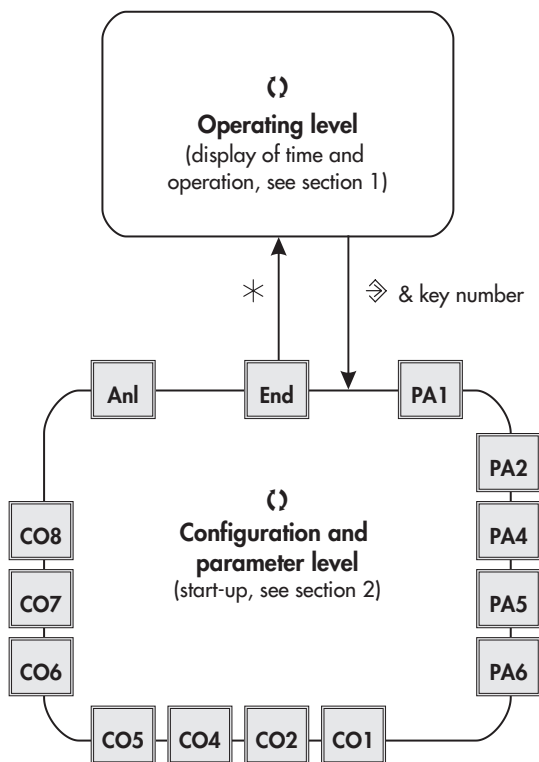 Operating level
(display of time and
operation, see section 1)
& key number
Anl
End
PA1
PA2
CO8
Configuration and
parameter level
(start-up, see section 2)
PA4
CO7
PA5
CO6
PA6
CO5
CO4
CO2
CO1